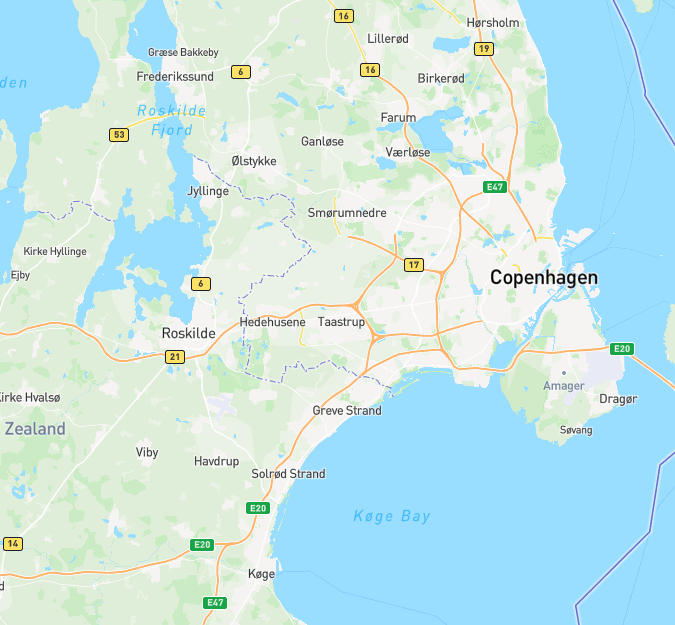 16
Hørsholm
Lillerød
19
Græse Bakkeby
6
16
Frederikssund
Birkerød
den
Roskilde
Fjord
Farum
53
Ganløse
Værløse
Ølstykke
Jyllinge
E47
Smørumnedre
Kirke Hyllinge
17
Ejby
Copenhagen
6
Hedehusene
Taastrup
Roskilde
21
E20
Amager
Kirke Hvalsø
Dragør
Greve Strand
Zealand
Søvang
Viby
Havdrup
Solrød Strand
E20
Køge Bay
14
E20
Køge
d
E47